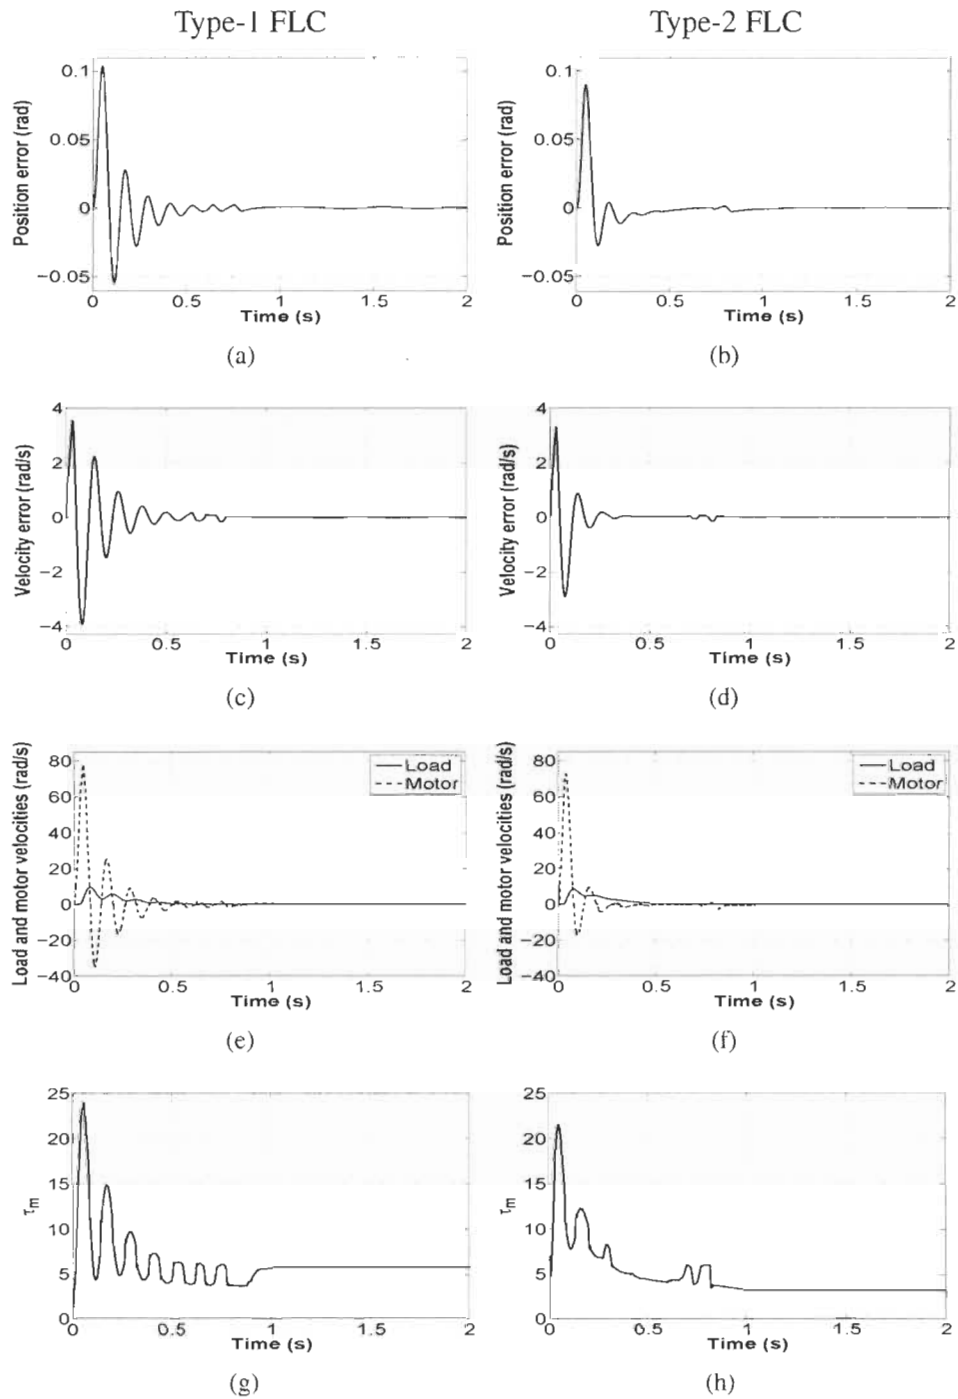 Type-1 FLC
Type-2 FLC
Position error (rad)
0.1
0.05
0
−0.05
0
0.5
1
1.5
2
Time (s)
(a)
Position error (rad)
0.1
0.05
0
−0.05
0
0.5
1
1.5
2
Time (s)
(b)
Velocity error (rad/s)
4
2
0
−2
−4
0
0.5
1
1.5
2
Time (s)
(c)
Velocity error (rad/s)
4
2
0
−2
−4
0
0.5
1
1.5
2
Time (s)
(d)
Load and motor velocities (rad/s)
80
60
40
20
0
−20
−40
0
0.5
1
1.5
2
Load
Motor
Time (s)
(e)
Load and motor velocities (rad/s)
80
60
40
20
0
−20
−40
0
0.5
1
1.5
2
Load
Motor
Time (s)
(f)
τm
25
20
15
10
5
0
0
0.5
1
1.5
2
Time (s)
(g)
τm
25
20
15
10
5
0
0
0.5
1
1.5
2
Time (s)
(h)